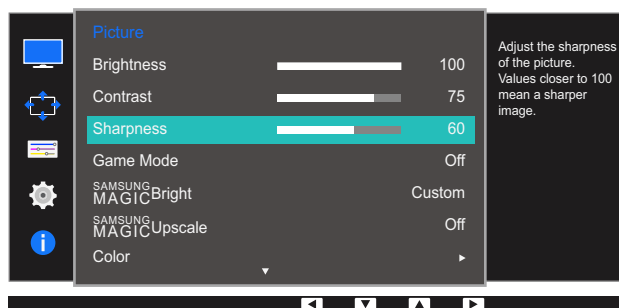 Picture
Brightness 100
Contrast 75
Sharpness 60
Game Mode Off
SAMSUNG
MAGICBright Custom
SAMSUNG
MAGICUpscale Off
Color
Adjust the sharpness
of the picture.
Values closer to 100
mean a sharper
image.